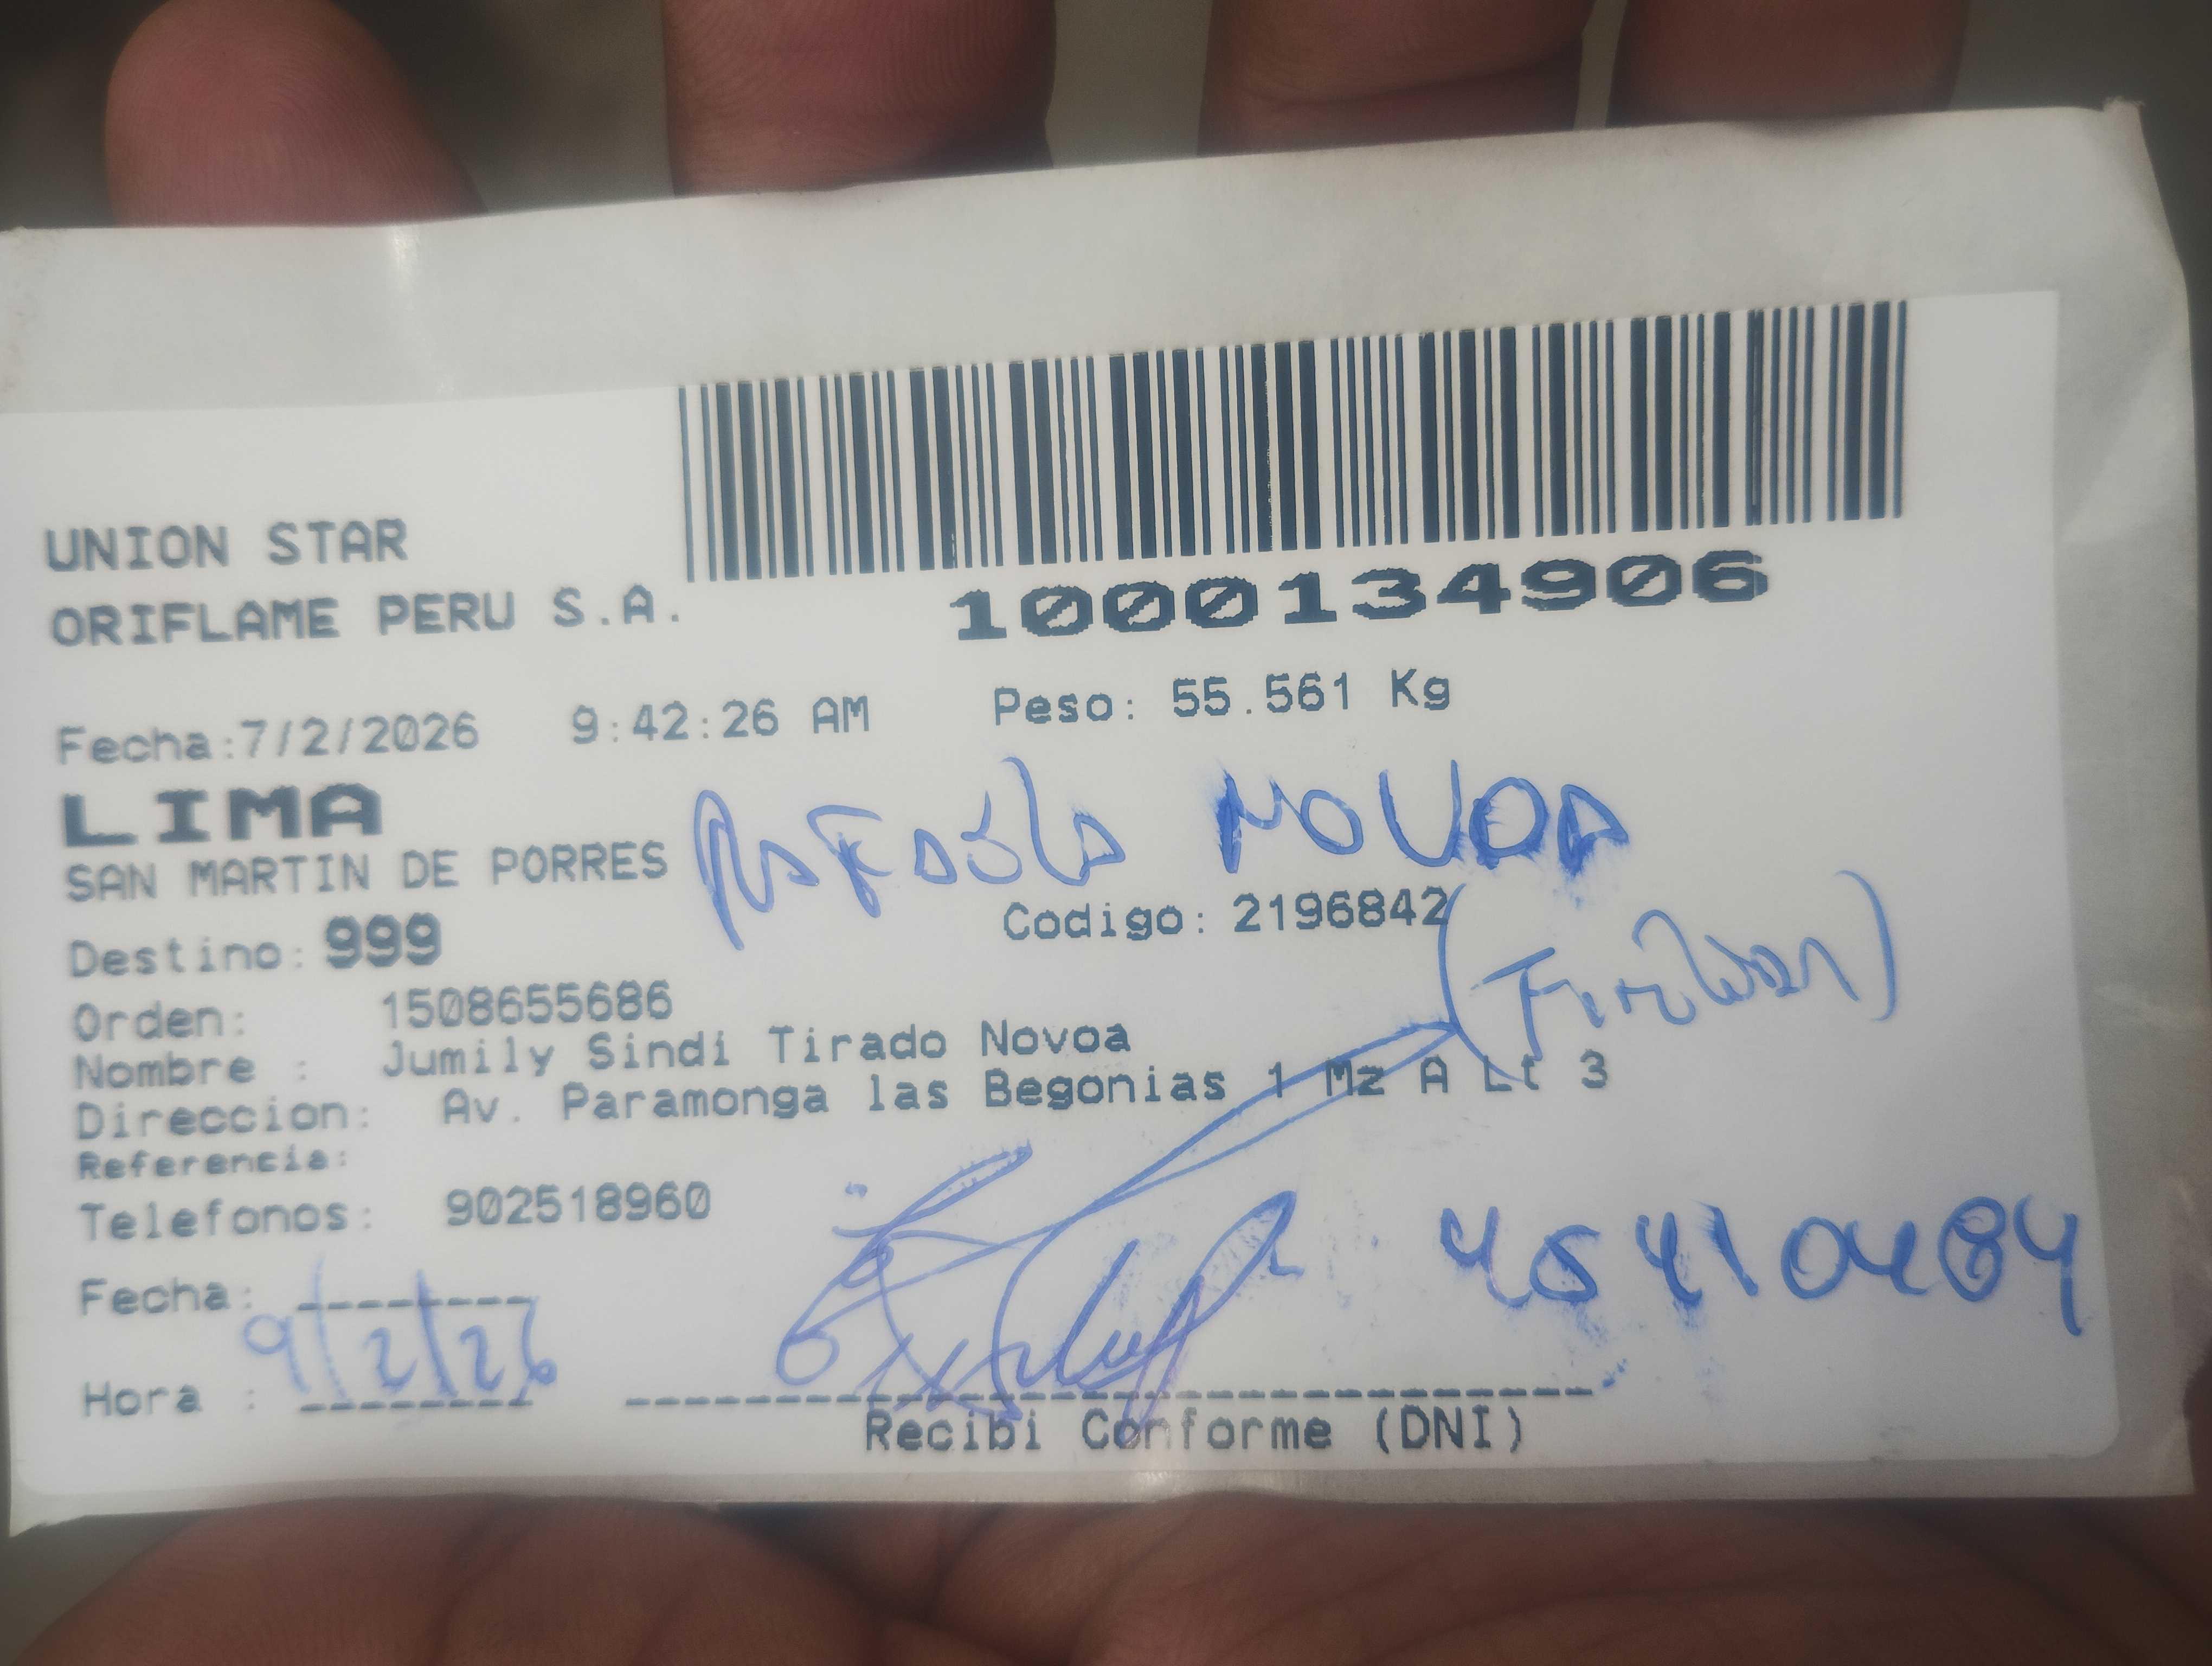 UNION STAR
ORIFLAME PERU S.A.
1000134906
Fecha:7/2/2026 9:42:26 AM Peso: 55.561 Kg
LIMA
SAN MARTIN DE PORRES
NOVOA
Destino: 999 Codigo: 2196842
Orden: 1508655686
Nombre : Jumily Sindi Tirado Novoa
Direccion: Av. Paramonga las Begonias 1 Mz A Lt 3
Referencia:
Telefonos: 902518960
45410484
Fecha:
9/2/26
Hora :
Recibi Conforme (DNI)